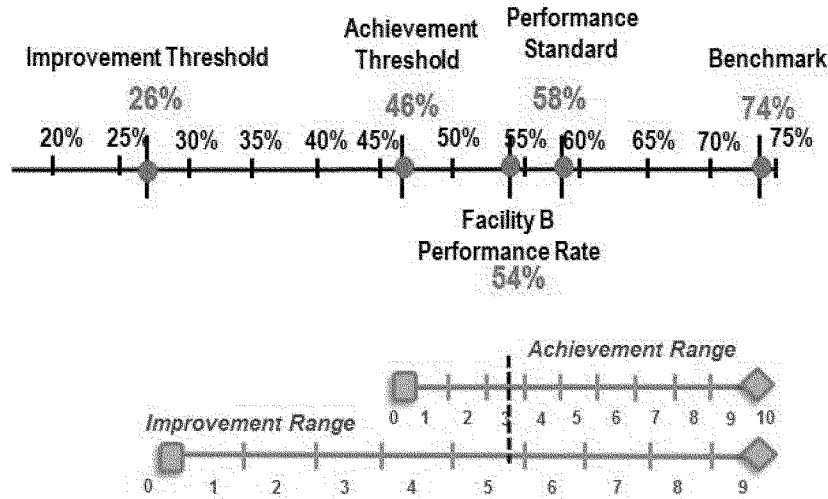 Improvement Threshold
26%
Achievement
Threshold
46%
Performance
Standard
58%
Benchmark
74%
20% 25% 30% 35% 40% 45% 50% 55% 60% 65% 70% 75%
Facility B
Performance Rate
54%
Achievement Range
0 1 2 3 4 5 6 7 8 9 10
Improvement Range
0 1 2 3 4 5 6 7 8 9